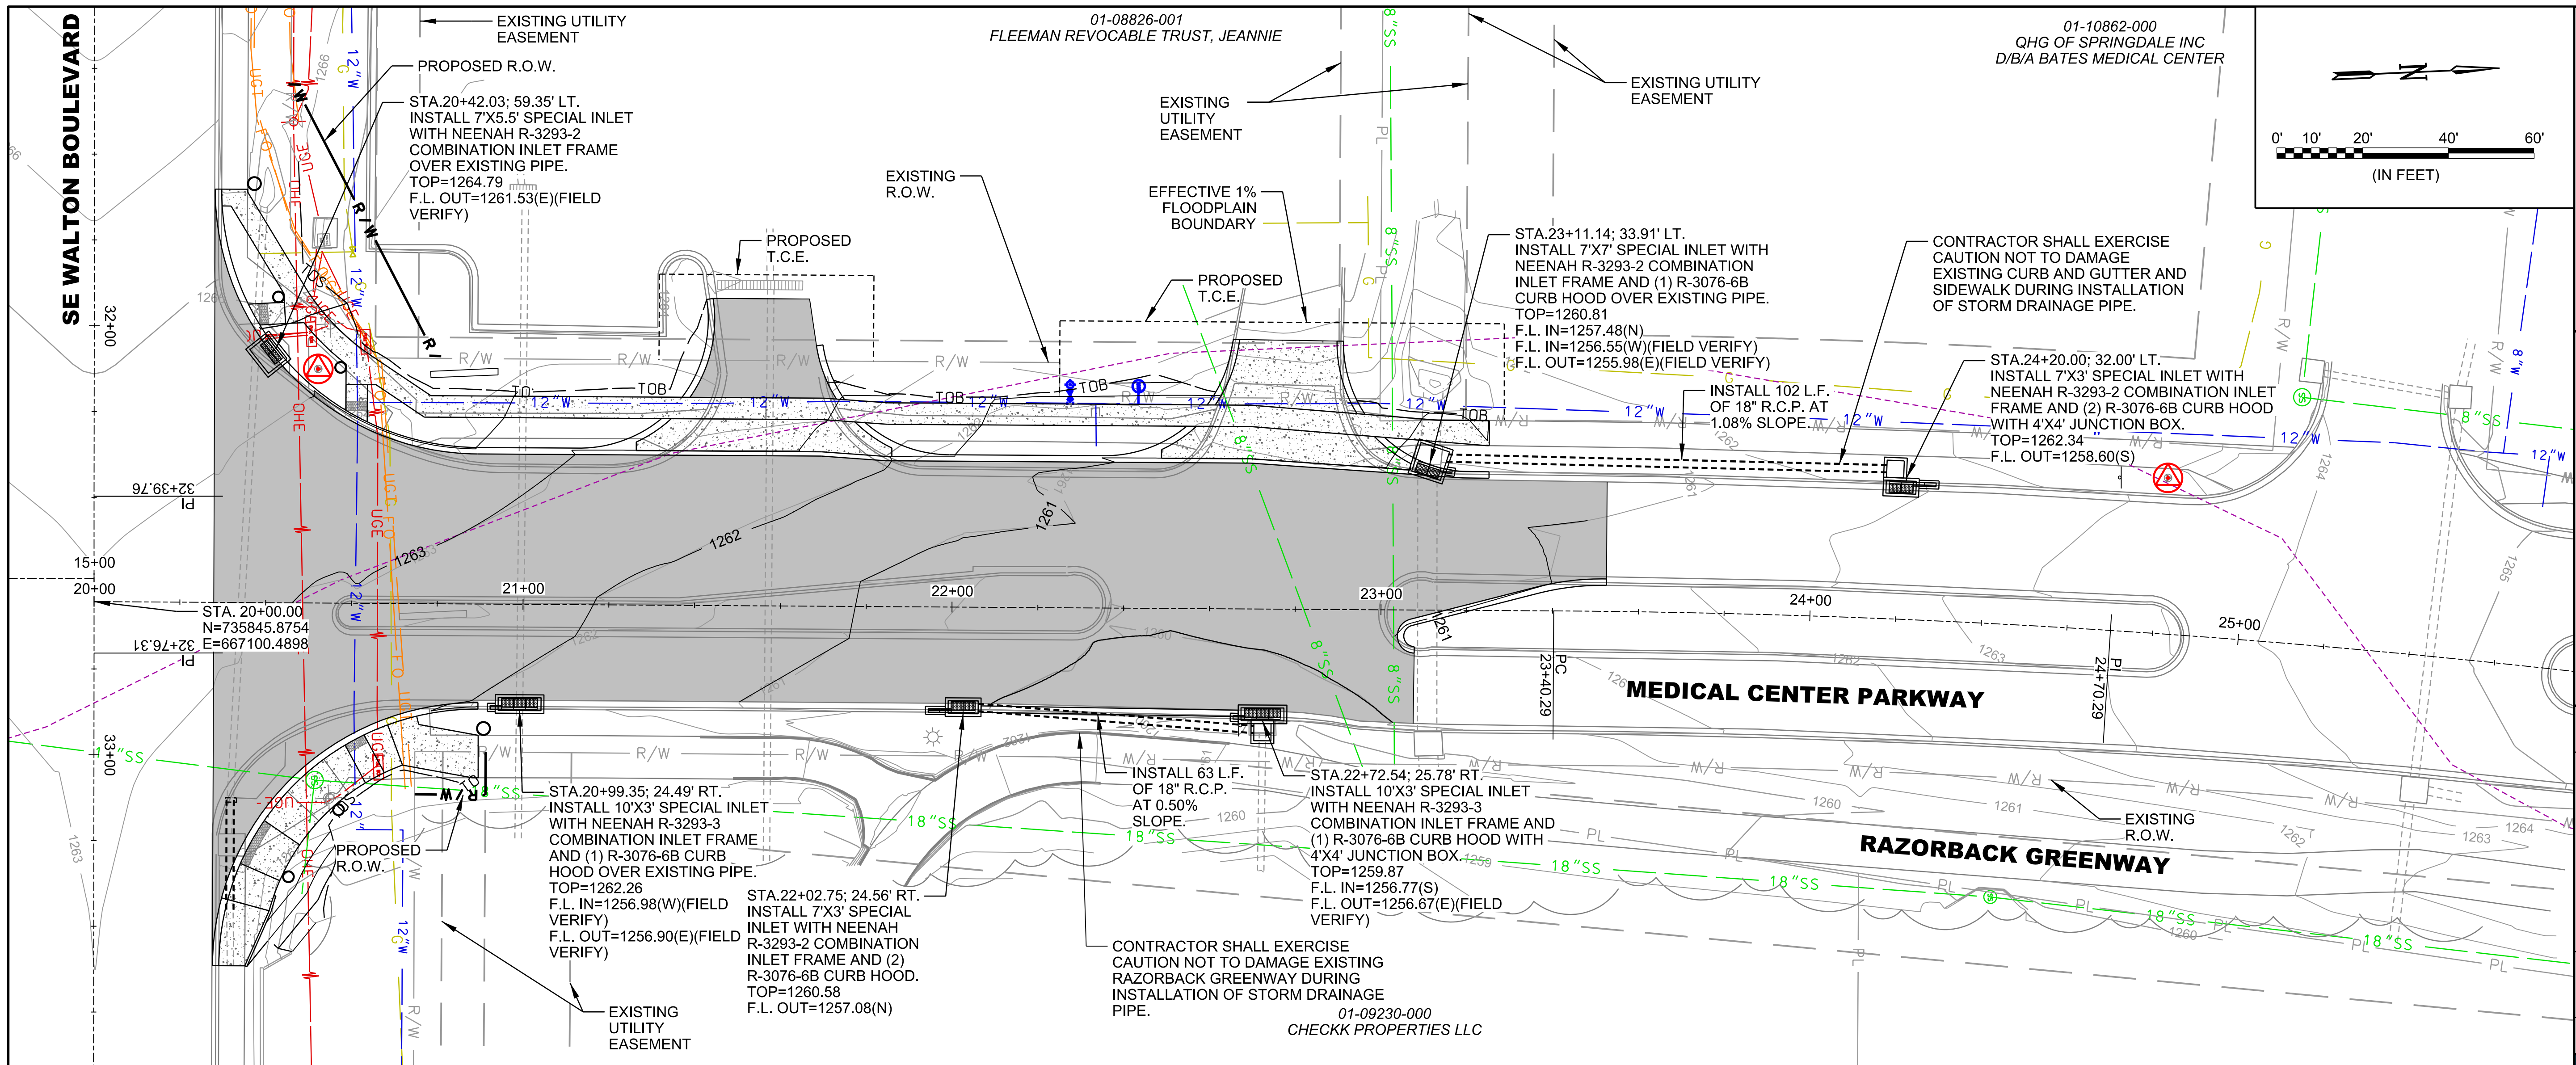 SE WALTON BOULEVARD
EXISTING UTILITY
EASEMENT
PROPOSED R.O.W.
STA.20+42.03; 59.35' LT.
INSTALL 7'X5.5' SPECIAL INLET
WITH NEENAH R-3293-2
COMBINATION INLET FRAME
OVER EXISTING PIPE.
TOP=1264.79
F.L. OUT=1261.53(E)(FIELD
VERIFY)
01-08826-001
FLEEMAN REVOCABLE TRUST, JEANNIE
EXISTING
UTILITY
EASEMENT
EXISTING UTILITY
EASEMENT
01-10862-000
QHG OF SPRINGDALE INC
D/B/A BATES MEDICAL CENTER
N
0' 10' 20' 40' 60'
(IN FEET)
EXISTING
R.O.W.
EFFECTIVE 1%
FLOODPLAIN
BOUNDARY
PROPOSED
T.C.E.
PROPOSED
T.C.E.
STA.23+11.14; 33.91' LT.
INSTALL 7'X7' SPECIAL INLET WITH
NEENAH R-3293-2 COMBINATION
INLET FRAME AND (1) R-3076-6B
CURB HOOD OVER EXISTING PIPE.
TOP=1260.81
F.L. IN=1257.48(N)
F.L. IN=1256.55(W)(FIELD VERIFY)
F.L. OUT=1255.98(E)(FIELD VERIFY)
CONTRACTOR SHALL EXERCISE
CAUTION NOT TO DAMAGE
EXISTING CURB AND GUTTER AND
SIDEWALK DURING INSTALLATION
OF STORM DRAINAGE PIPE.
INSTALL 102 L.F.
OF 18" R.C.P. AT
1.08% SLOPE.
STA.24+20.00; 32.00' LT.
INSTALL 7'X3' SPECIAL INLET WITH
NEENAH R-3293-2 COMBINATION INLET
FRAME AND (2) R-3076-6B CURB HOOD
WITH 4'X4' JUNCTION BOX.
TOP=1262.34
F.L. OUT=1258.60(S)
32+00
PI
32+39.76
15+00
20+00
STA. 20+00.00
N=735845.8754
E=667100.4898
PI
32+76.31
33+00
21+00
22+00
23+00
24+00
25+00
1263
1262
1261
261
PC
23+40.29
PI
24+70.29
MEDICAL CENTER PARKWAY
RAZORBACK GREENWAY
EXISTING
R.O.W.
PROPOSED
R.O.W.
STA.20+99.35; 24.49' RT.
INSTALL 10'X3' SPECIAL INLET
WITH NEENAH R-3293-3
COMBINATION INLET FRAME
AND (1) R-3076-6B CURB
HOOD OVER EXISTING PIPE.
TOP=1262.26
F.L. IN=1256.98(W)(FIELD
VERIFY)
F.L. OUT=1256.90(E)(FIELD
VERIFY)
STA.22+02.75; 24.56' RT.
INSTALL 7'X3' SPECIAL
INLET WITH NEENAH
R-3293-2 COMBINATION
INLET FRAME AND (2)
R-3076-6B CURB HOOD.
TOP=1260.58
F.L. OUT=1257.08(N)
INSTALL 63 L.F.
OF 18" R.C.P.
AT 0.50%
SLOPE.
STA.22+72.54; 25.78' RT.
INSTALL 10'X3' SPECIAL INLET
WITH NEENAH R-3293-3
COMBINATION INLET FRAME AND
(1) R-3076-6B CURB HOOD WITH
4'X4' JUNCTION BOX.
TOP=1259.87
F.L. IN=1256.77(S)
F.L. OUT=1256.67(E)(FIELD
VERIFY)
CONTRACTOR SHALL EXERCISE
CAUTION NOT TO DAMAGE EXISTING
RAZORBACK GREENWAY DURING
INSTALLATION OF STORM DRAINAGE
PIPE.
EXISTING
UTILITY
EASEMENT
01-09230-000
CHECKK PROPERTIES LLC